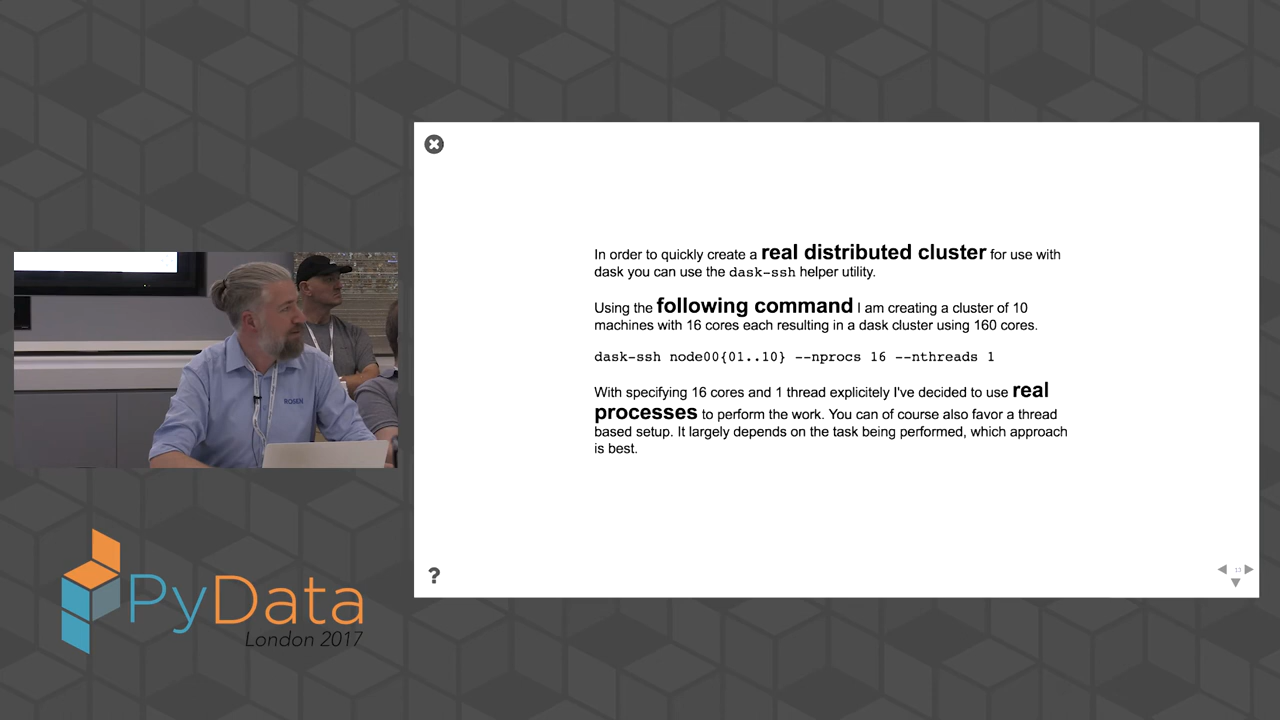 In order to quickly create a real distributed cluster for use with
dask you can use the dask-ssh helper utility.
Using the following command I am creating a cluster of 10
machines with 16 cores each resulting in a dask cluster using 160 cores.
dask-ssh node00{01..10} --nprocs 16 --nthreads 1
With specifying 16 cores and 1 thread explicitely I've decided to use real
processes to perform the work. You can of course also favor a thread
based setup. It largely depends on the task being performed, which approach
is best.
?
13
ROSEN
PyData
London 2017